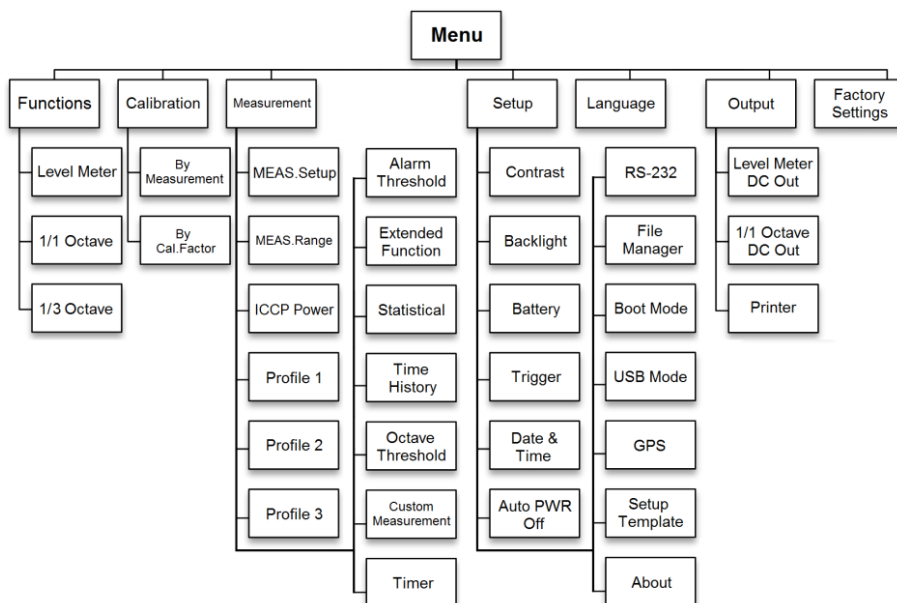 Menu
Functions
Calibration
Measurement
Setup
Language
Output
Factory
Settings
Level Meter
1/1 Octave
1/3 Octave
By
Measurement
By
Cal.Factor
MEAS.Setup
MEAS.Range
ICCP Power
Profile 1
Profile 2
Profile 3
Alarm
Threshold
Extended
Function
Statistical
Time
History
Octave
Threshold
Custom
Measurement
Timer
Contrast
Backlight
Battery
Trigger
Date &
Time
Auto PWR
Off
RS-232
File
Manager
Boot Mode
USB Mode
GPS
Setup
Template
About
Level Meter
DC Out
1/1 Octave
DC Out
Printer